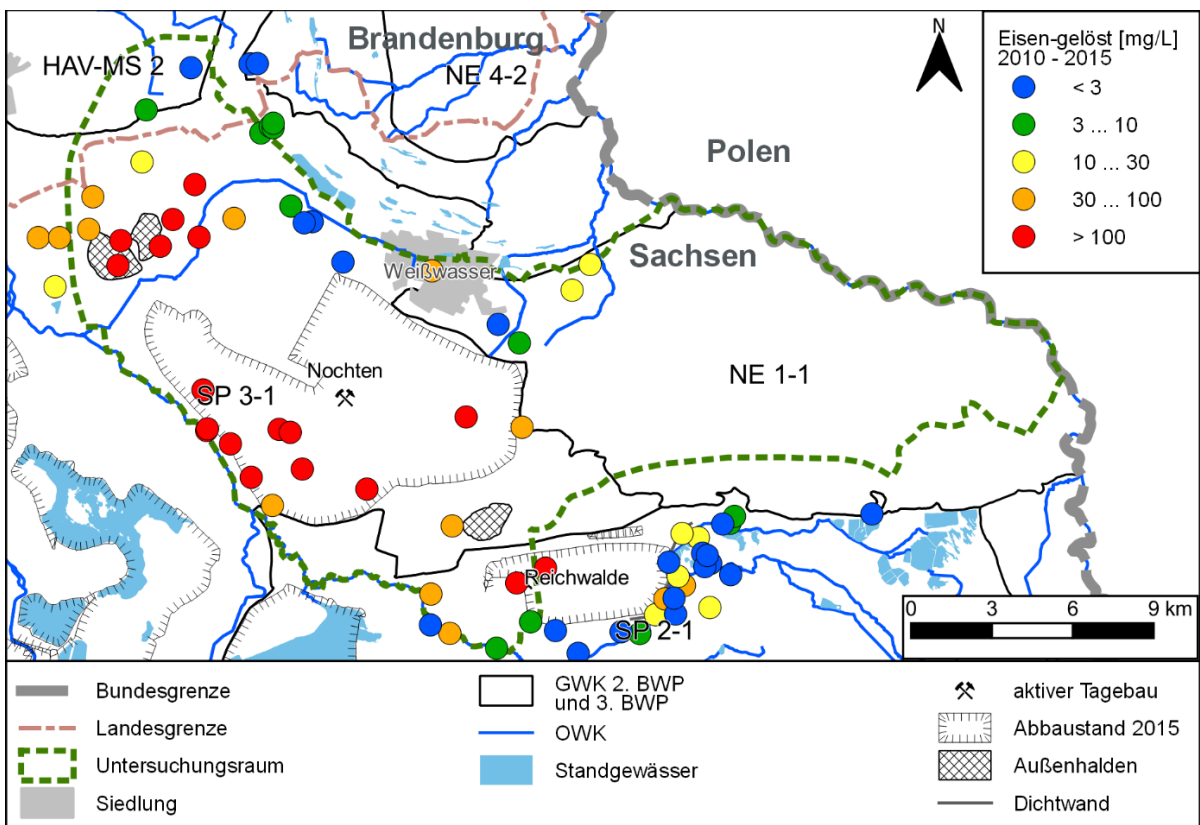 Brandenburg
HAV-MS 2
NE 4-2
N
Polen
Sachsen
Weißwasser
Nochten
SP 3-1
NE 1-1
Reichwalde
SP 2-1
Eisen-gelöst [mg/L]
2010 - 2015
< 3
3 ... 10
10 ... 30
30 ... 100
> 100
0 3 6 9 km
Bundesgrenze
Landesgrenze
Untersuchungsraum
Siedlung
GWK 2. BWP
und 3. BWP
OWK
Standgewässer
aktiver Tagebau
Abbaustand 2015
Außenhalden
Dichtwand